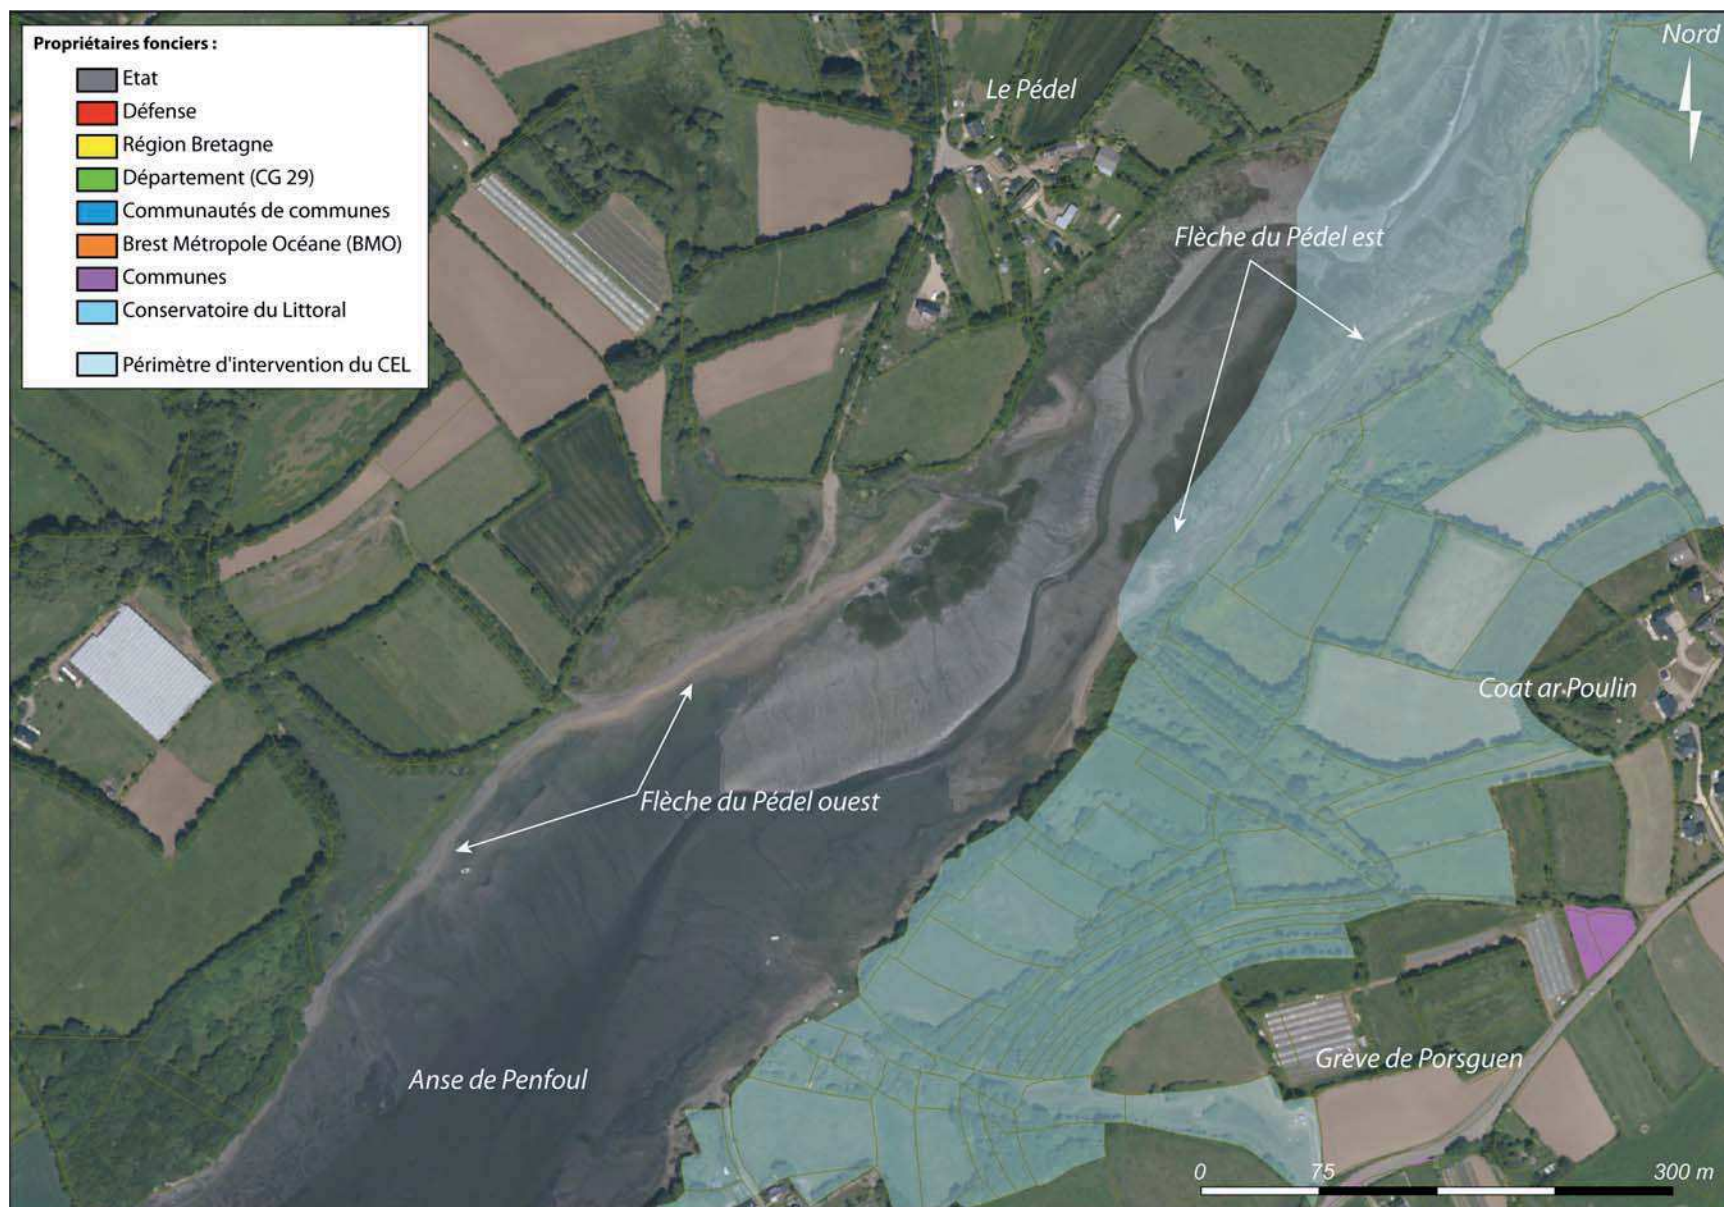 Propriétaires fonciers :
Etat
Défense
Région Bretagne
Département (CG 29)
Communautés de communes
Brest Métropole Océane (BMO)
Communes
Conservatoire du Littoral
Périmètre d'intervention du CEL
Nord
Le Pédel
Flèche du Pédel est
Coat ar Poulin
Flèche du Pédel ouest
Grève de Porsguen
Anse de Penfoul
0 75 300 m